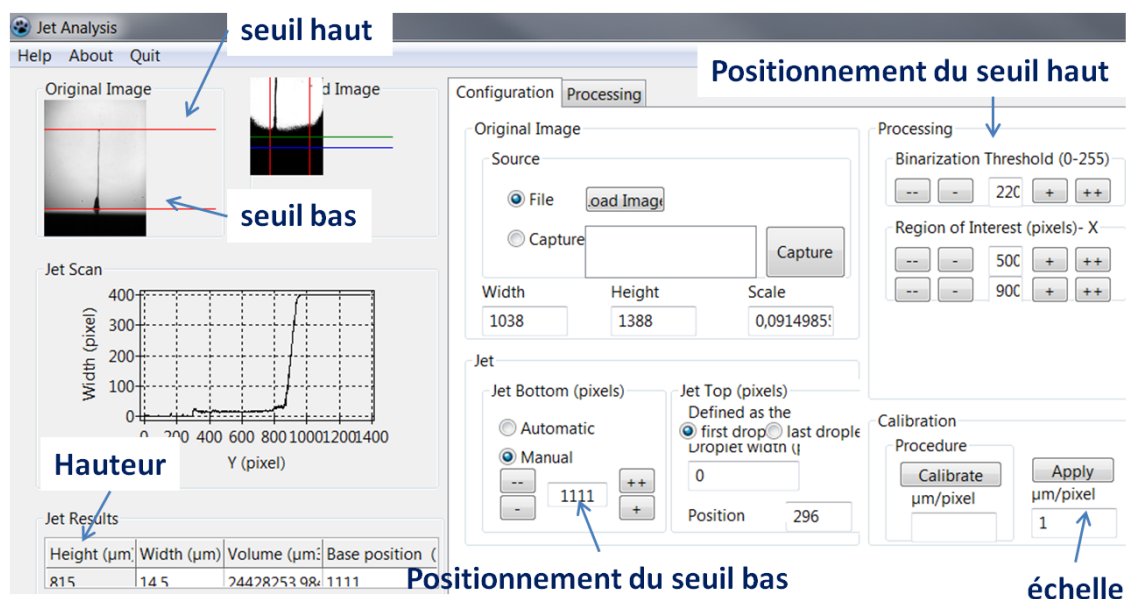 Jet Analysis
seuil haut
Help About Quit
Positionnement du seuil haut
Original Image
d Image
seuil bas
Configuration Processing
Original Image
Source
File .oad Image
Capture
Capture
Width Height Scale
1038 1388 0,0914985!
Processing
Binarization Threshold (0-255)
-- - 220 + ++
Region of Interest (pixels)- X
-- - 500 + ++
-- - 900 + ++
Jet Scan
Width (pixel)
400
300
200
100
0
0 200 400 600 800 1000 1200 1400
Y (pixel)
Hauteur
Jet
Jet Bottom (pixels)
Automatic
Manual
-- 1111 ++
- +
Jet Top (pixels)
Defined as the
first drop last drople
Droplet width (
0
Position 296
Calibration
Procedure
Calibrate Apply
µm/pixel µm/pixel
1
Jet Results
Height (µm) Width (µm) Volume (µm3 Base position (
815 14,5 24428253,984 1111
Positionnement du seuil bas
échelle